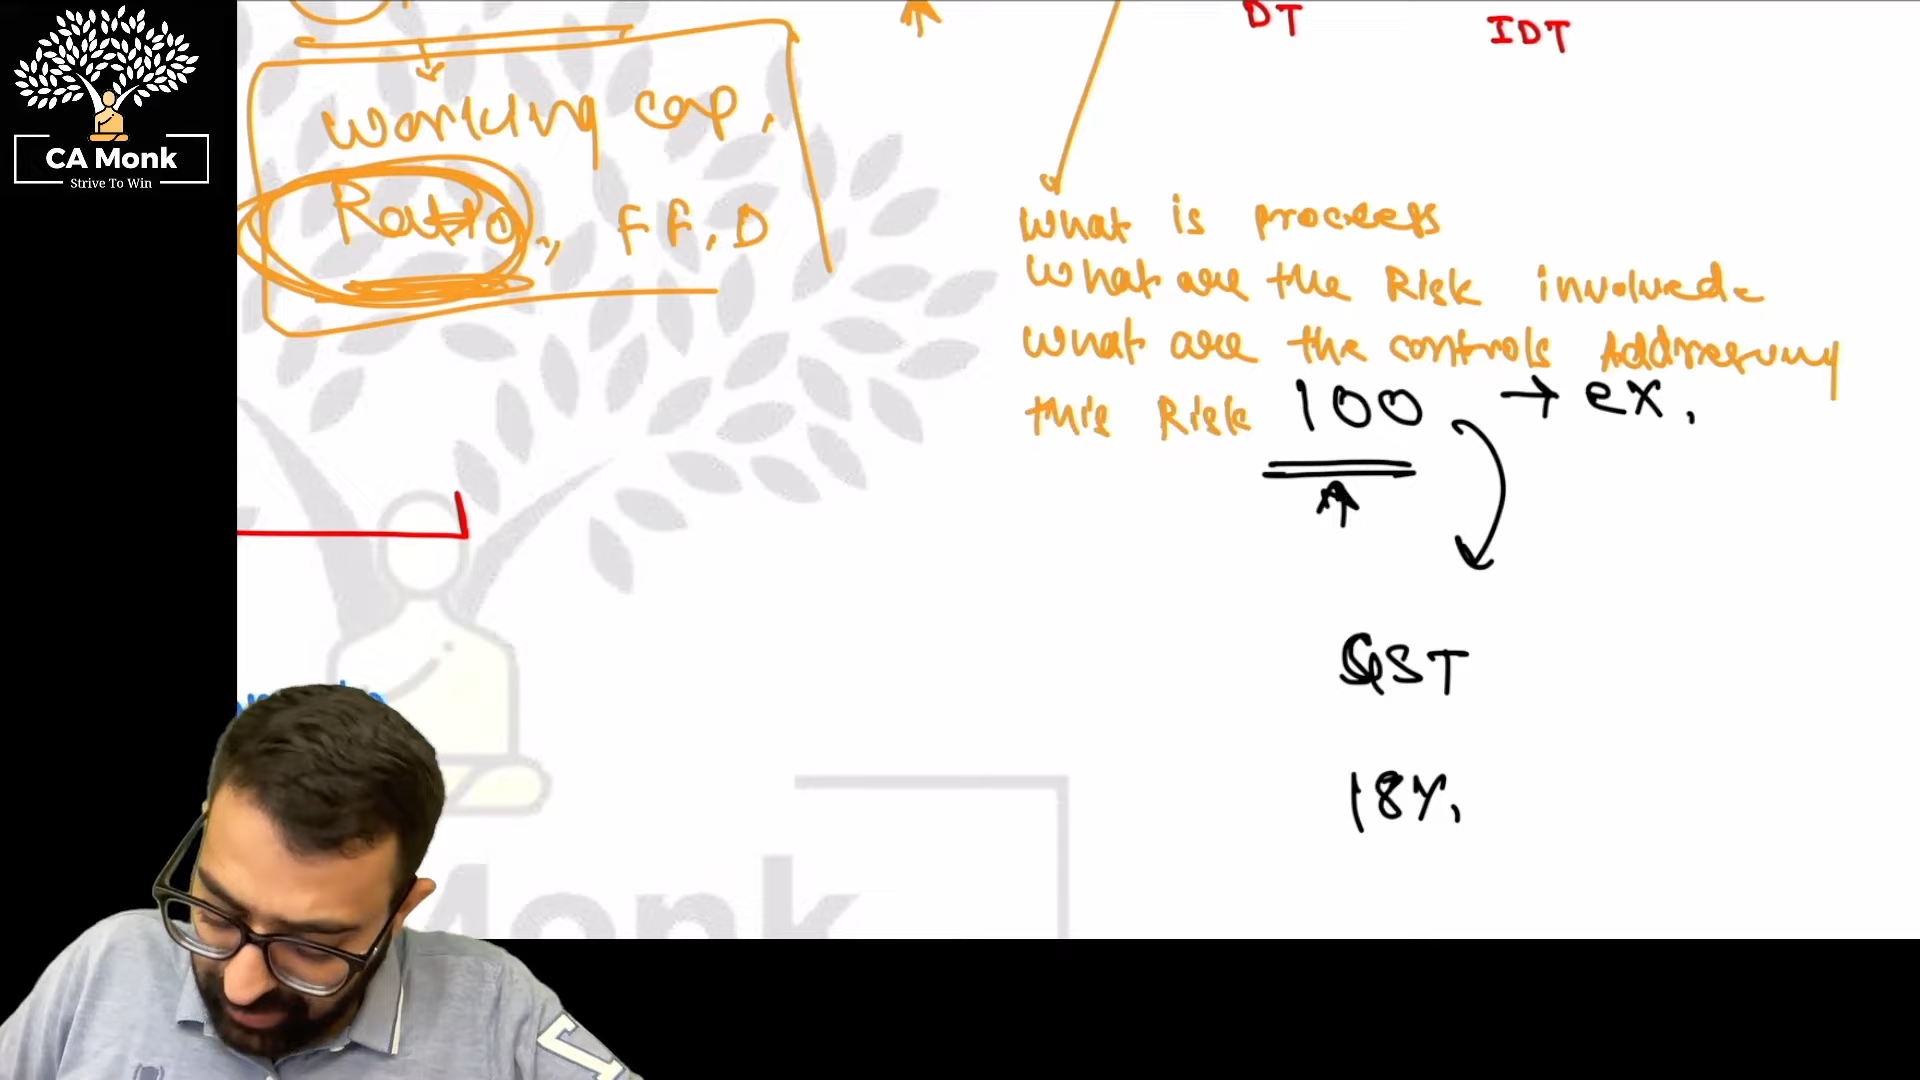 CA Monk
Strive To Win
DT
IDT
Working cap,
Ratio, FF, D
What is process
What are the Risk involved
What are the controls Addressing
this Risk 100 → ex.
GST
18%
Monk